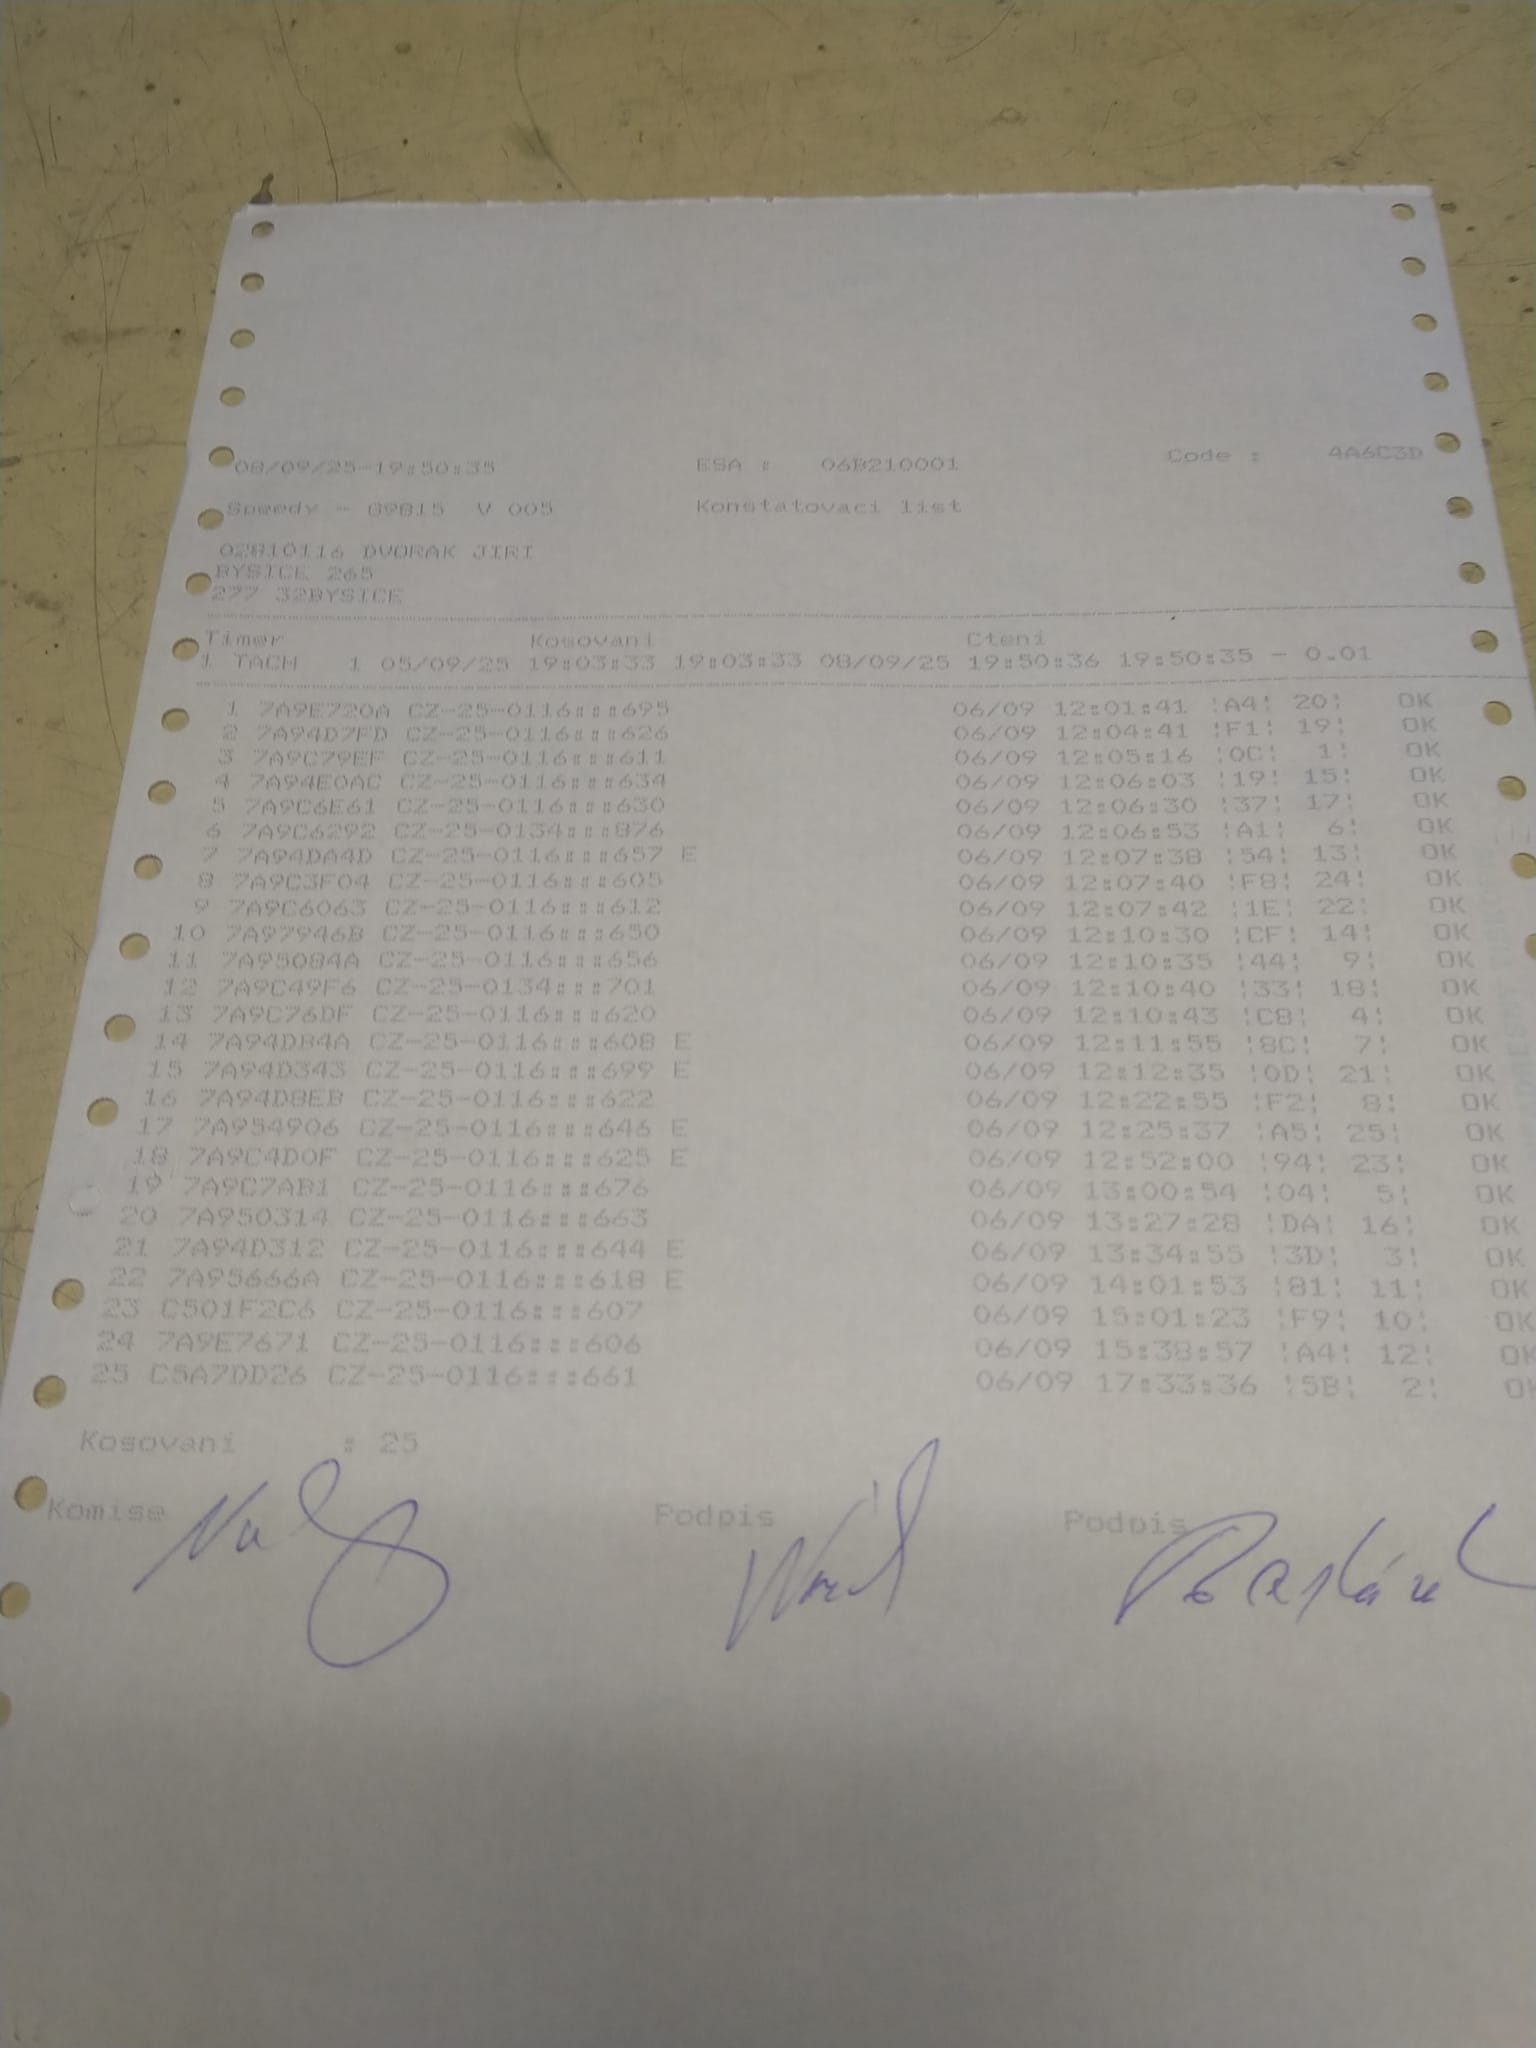 08/09/25-19:50:35 ESA : 06B210001 Code : 4A6C3D
Speedy - 89B15 V 005 Konstatovaci list
02810116 DVORAK JIRI
BYSICE 265
277 32BYSICE
Timer Kosovani Cteni
1 TACH 1 05/09/25 19:03:33 19:03:33 08/09/25 19:50:36 19:50:35 - 0.01
1 7A9E720A CZ-25-0116:::695 06/09 12:01:41 ¦A4¦ 20¦ OK
2 7A94D7FD CZ-25-0116:::626 06/09 12:04:41 ¦F1¦ 19¦ OK
3 7A9C79EF CZ-25-0116:::611 06/09 12:05:16 ¦0C¦ 1¦ OK
4 7A94E0AC CZ-25-0116:::634 06/09 12:06:03 ¦19¦ 15¦ OK
5 7A9C6E61 CZ-25-0116:::630 06/09 12:06:30 ¦37¦ 17¦ OK
6 7A9C6292 CZ-25-0134:::876 06/09 12:06:53 ¦A1¦ 6¦ OK
7 7A94DA4D CZ-25-0116:::657 E 06/09 12:07:38 ¦54¦ 13¦ OK
8 7A9C3F04 CZ-25-0116:::605 06/09 12:07:40 ¦F8¦ 24¦ OK
9 7A9C6063 CZ-25-0116:::612 06/09 12:07:42 ¦1E¦ 22¦ OK
10 7A97946B CZ-25-0116:::650 06/09 12:10:30 ¦CF¦ 14¦ OK
11 7A95084A CZ-25-0116:::656 06/09 12:10:35 ¦44¦ 9¦ OK
12 7A9C49F6 CZ-25-0134:::701 06/09 12:10:40 ¦33¦ 18¦ OK
13 7A9C76DF CZ-25-0116:::620 06/09 12:10:43 ¦C8¦ 4¦ OK
14 7A94DB4A CZ-25-0116:::608 E 06/09 12:11:55 ¦8C¦ 7¦ OK
15 7A94D343 CZ-25-0116:::699 E 06/09 12:12:35 ¦0D¦ 21¦ OK
16 7A94D8EB CZ-25-0116:::622 06/09 12:22:55 ¦F2¦ 8¦ OK
17 7A954906 CZ-25-0116:::646 E 06/09 12:25:37 ¦A5¦ 25¦ OK
18 7A9C4D0F CZ-25-0116:::625 E 06/09 12:52:00 ¦94¦ 23¦ OK
19 7A9C7AB1 CZ-25-0116:::676 06/09 13:00:54 ¦04¦ 5¦ OK
20 7A950314 CZ-25-0116:::663 06/09 13:27:28 ¦DA¦ 16¦ OK
21 7A94D312 CZ-25-0116:::644 E 06/09 13:34:55 ¦3D¦ 3¦ OK
22 7A95666A CZ-25-0116:::618 E 06/09 14:01:53 ¦81¦ 11¦ OK
23 C501F2C6 CZ-25-0116:::607 06/09 15:01:23 ¦F9¦ 10¦ OK
24 7A9E7671 CZ-25-0116:::606 06/09 15:38:57 ¦A4¦ 12¦ OK
25 C5A7DD26 CZ-25-0116:::661 06/09 17:33:36 ¦5B¦ 2¦ OK
Kosovani : 25
Komise Podpis Podpis